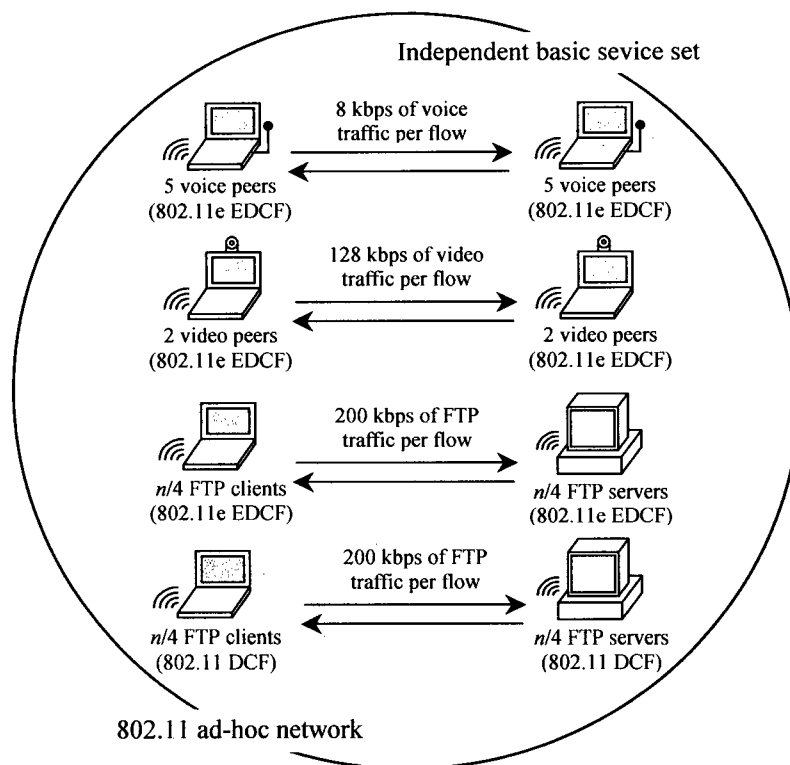 Independent basic sevice set
8 kbps of voice
traffic per flow
5 voice peers
(802.11e EDCF)
5 voice peers
(802.11e EDCF)
128 kbps of video
traffic per flow
2 video peers
(802.11e EDCF)
2 video peers
(802.11e EDCF)
200 kbps of FTP
traffic per flow
n/4 FTP clients
(802.11e EDCF)
n/4 FTP servers
(802.11e EDCF)
200 kbps of FTP
traffic per flow
n/4 FTP clients
(802.11 DCF)
n/4 FTP servers
(802.11 DCF)
802.11 ad-hoc network